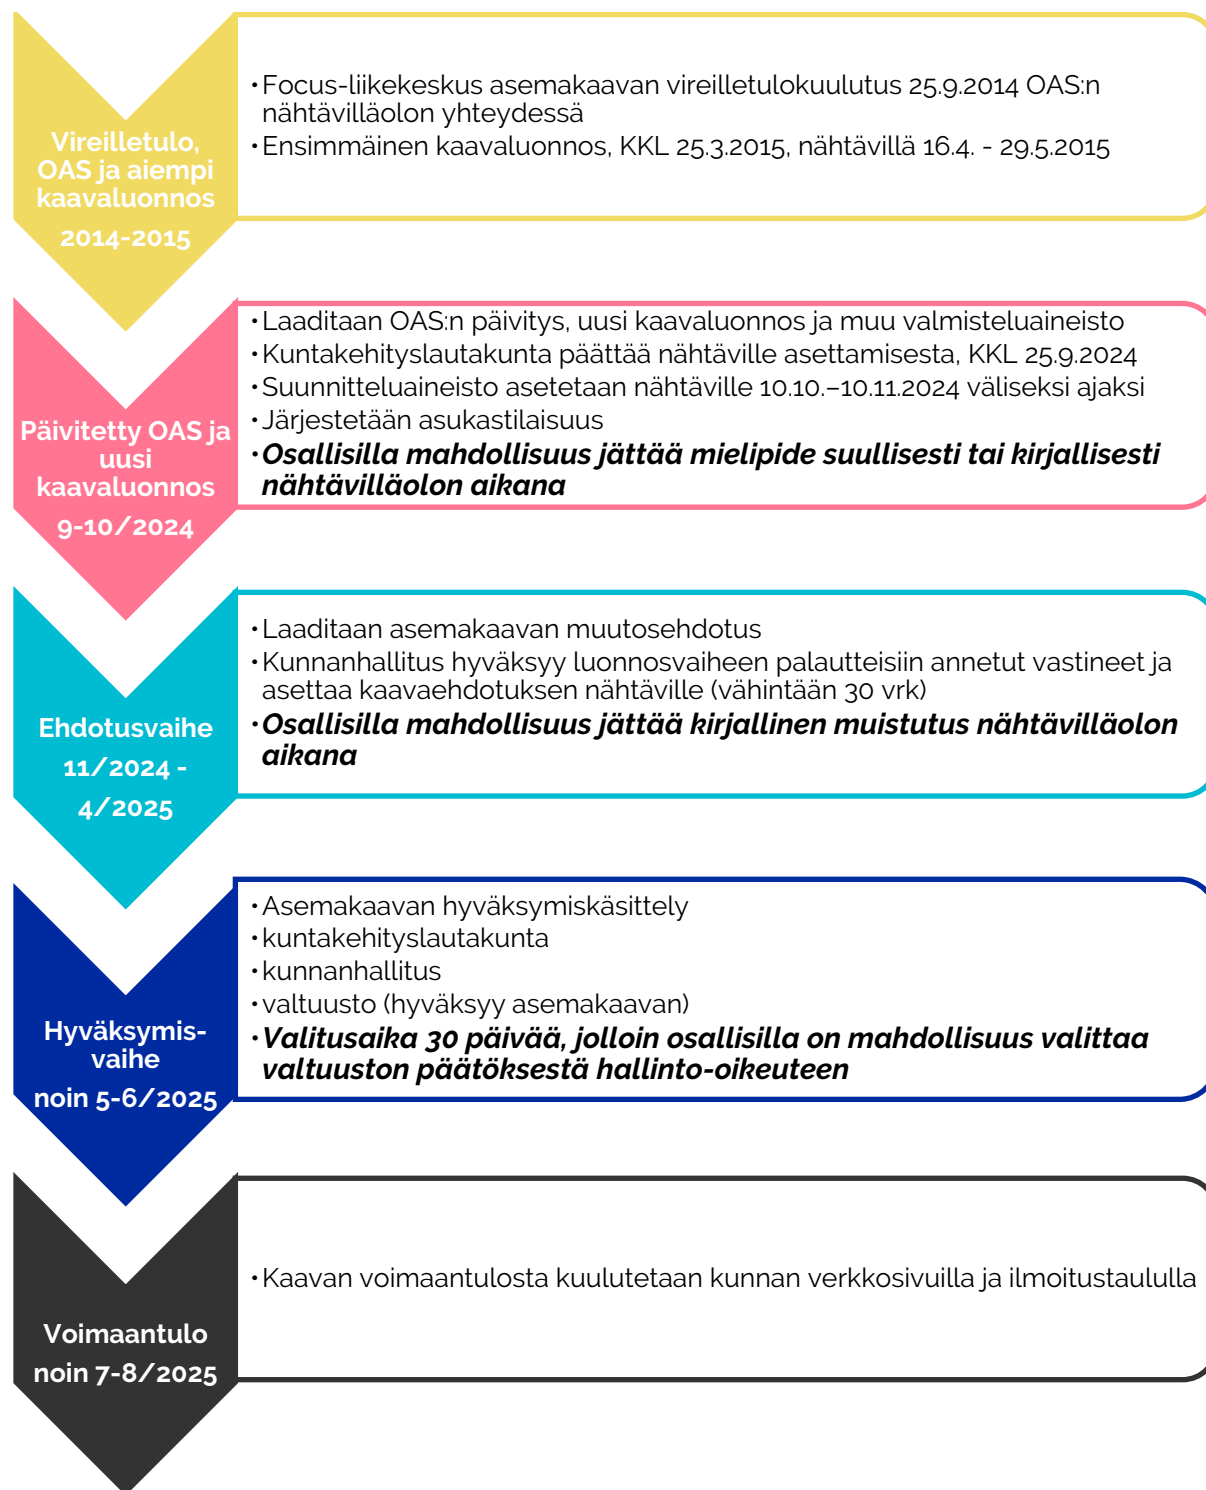 Vireilletulo,
OAS ja aiempi
kaavaluonnos
2014-2015
•Focus-liikekeskus asemakaavan vireilletulokuulutus 25.9.2014 OAS:n
nähtävilläolon yhteydessä
•Ensimmäinen kaavaluonnos, KKL 25.3.2015, nähtävillä 16.4. - 29.5.2015
Päivitetty OAS ja
uusi
kaavaluonnos
9-10/2024
•Laaditaan OAS:n päivitys, uusi kaavaluonnos ja muu valmisteluaineisto
•Kuntakehityslautakunta päättää nähtäville asettamisesta, KKL 25.9.2024
•Suunnitteluaineisto asetetaan nähtäville 10.10.–10.11.2024 väliseksi ajaksi
•Järjestetään asukastilaisuus
•Osallisilla mahdollisuus jättää mielipide suullisesti tai kirjallisesti
nähtävilläolon aikana
Ehdotusvaihe
11/2024 -
4/2025
•Laaditaan asemakaavan muutosehdotus
•Kunnanhallitus hyväksyy luonnosvaiheen palautteisiin annetut vastineet ja
asettaa kaavaehdotuksen nähtäville (vähintään 30 vrk)
•Osallisilla mahdollisuus jättää kirjallinen muistutus nähtävilläolon
aikana
Hyväksymis-
vaihe
noin 5-6/2025
•Asemakaavan hyväksymiskäsittely
•kuntakehityslautakunta
•kunnanhallitus
•valtuusto (hyväksyy asemakaavan)
•Valitusaika 30 päivää, jolloin osallisilla on mahdollisuus valittaa
valtuuston päätöksestä hallinto-oikeuteen
Voimaantulo
noin 7-8/2025
•Kaavan voimaantulosta kuulutetaan kunnan verkkosivuilla ja ilmoitustaululla